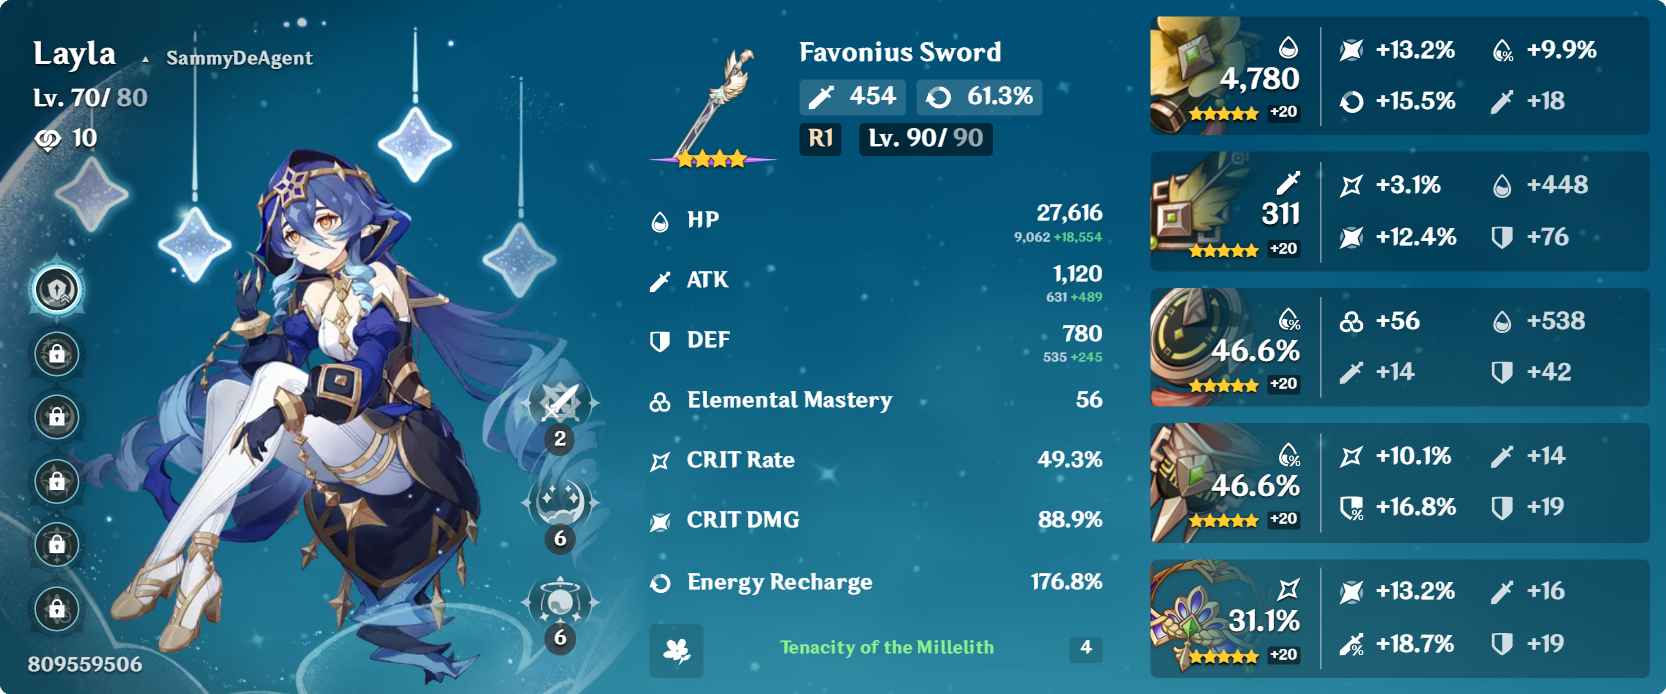 Layla ▲ SammyDeAgent
Lv. 70/ 80
10
809559506
2
6
6
Favonius Sword
454 61.3%
R1 Lv. 90/ 90
HP 27,616
9,062 +18,554
ATK 1,120
631 +489
DEF 780
535 +245
Elemental Mastery 56
CRIT Rate 49.3%
CRIT DMG 88.9%
Energy Recharge 176.8%
Tenacity of the Millelith 4
4,780
+20
+13.2% +9.9%
+15.5% +18
311
+20
+3.1% +448
+12.4% +76
46.6%
+20
+56 +538
+14 +42
46.6%
+20
+10.1% +14
+16.8% +19
31.1%
+20
+13.2% +16
+18.7% +19